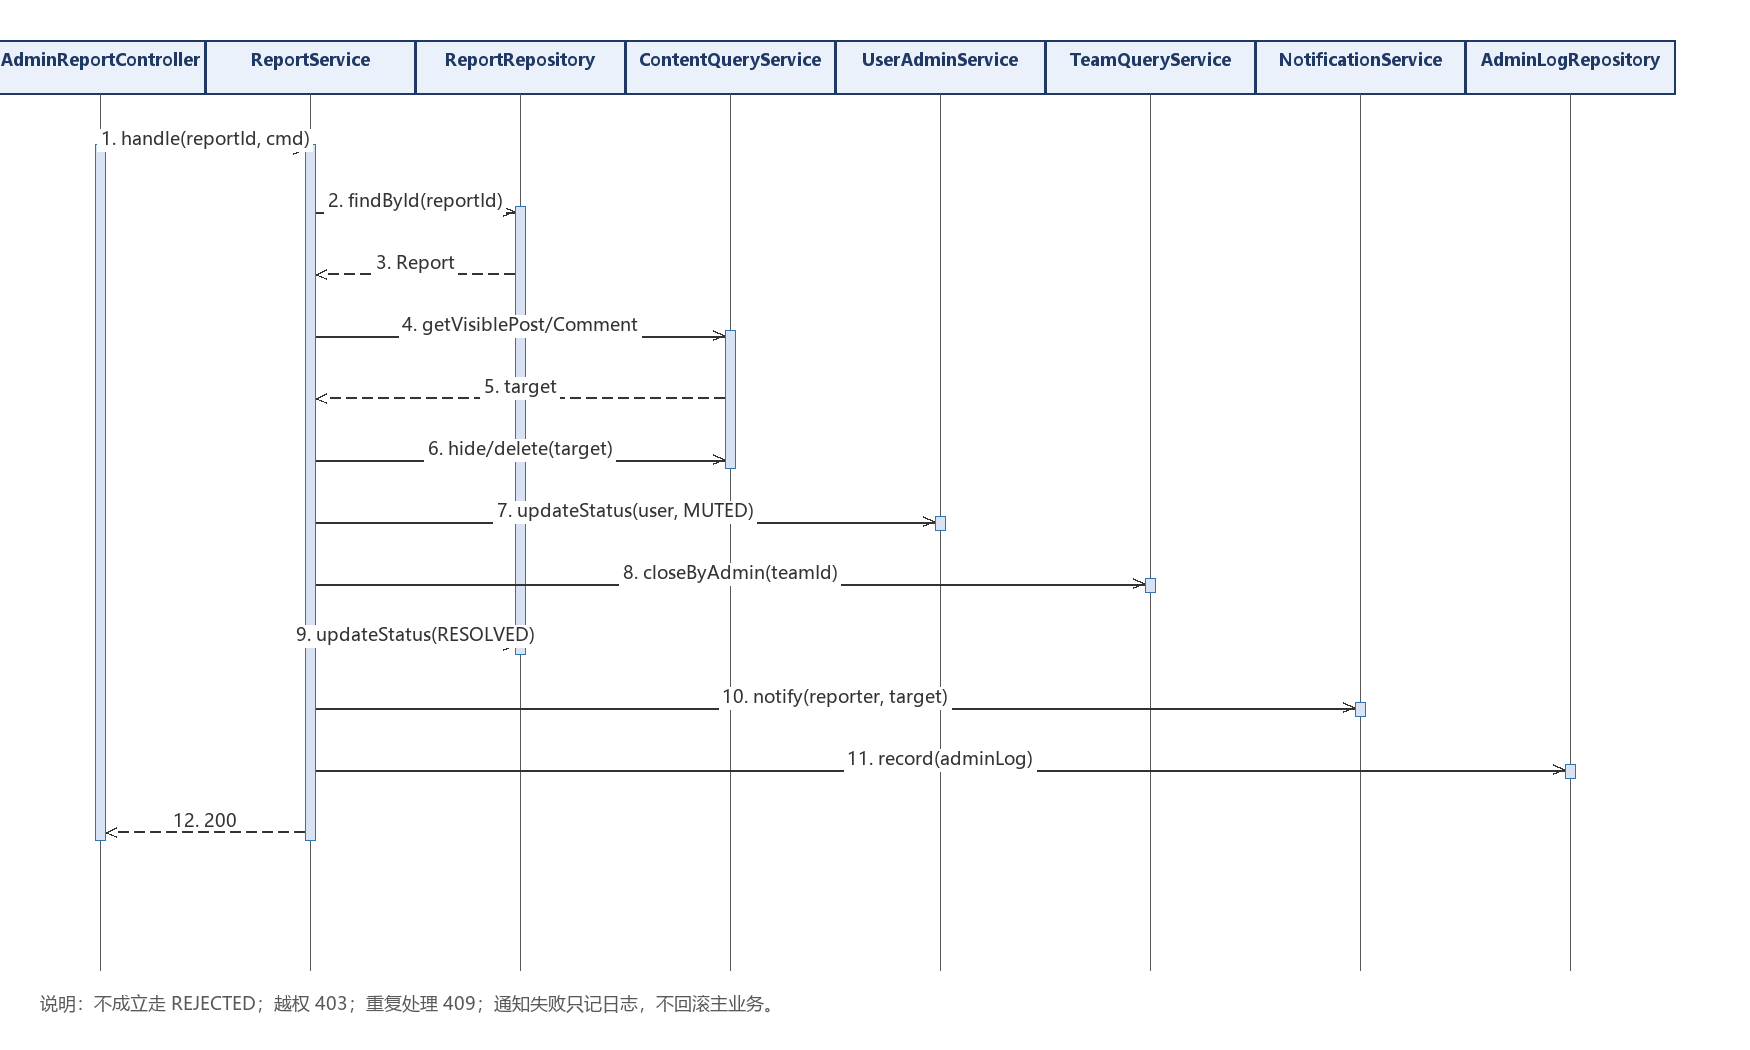 AdminReportController ReportService ReportRepository ContentQueryService UserAdminService TeamQueryService NotificationService AdminLogRepository
1. handle(reportId, cmd)
2. findById(reportId)
3. Report
4. getVisiblePost/Comment
5. target
6. hide/delete(target)
7. updateStatus(user, MUTED)
8. closeByAdmin(teamId)
9. updateStatus(RESOLVED)
10. notify(reporter, target)
11. record(adminLog)
12. 200
说明：不成立走 REJECTED；越权 403；重复处理 409；通知失败只记日志，不回滚主业务。